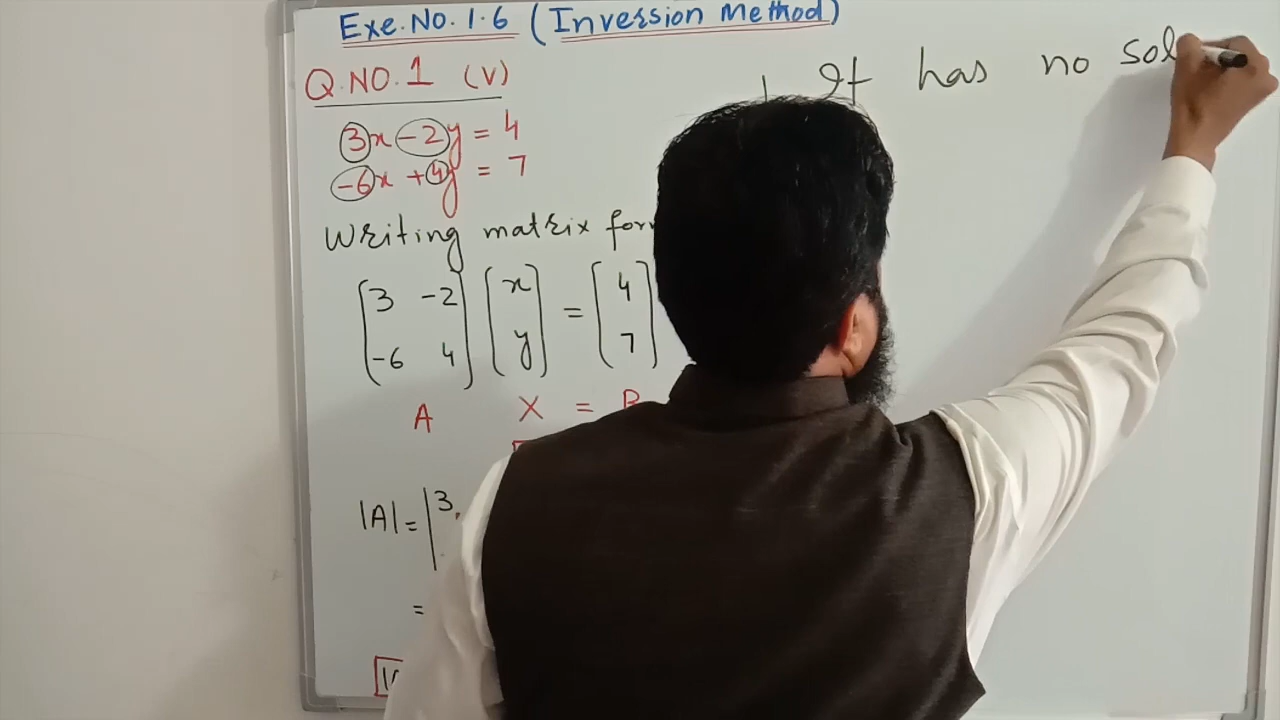 Exe.No.1.6 (Inversion Method)
Q.NO.1 (V)
3x-2y = 4
-6x +4y = 7
Writing matrix for
[3 -2] [x] = [4]
[-6 4] [y] [7]
A X =
|A| = |3
=
It has no sol